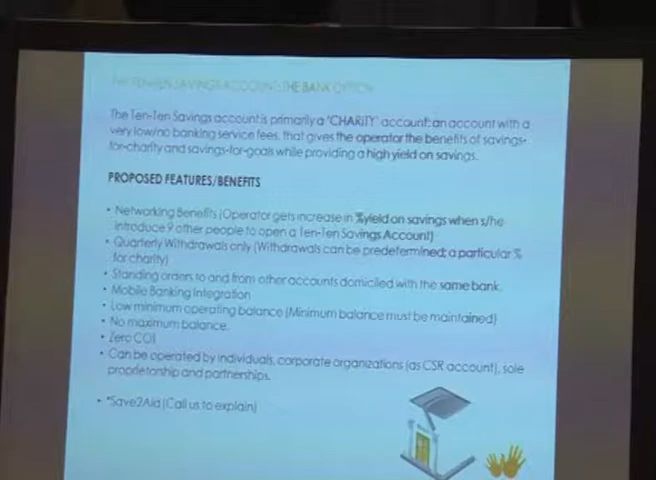 THE TEN-TEN SAVINGS ACCOUNT: THE BANK OPTION
The Ten-Ten Savings account is primarily a 'CHARITY' account: an account with a
very low/no banking service fees, that gives the operator the benefits of savings-
for-charity and savings-for-goals while providing a high yield on savings.
PROPOSED FEATURES/BENEFITS
• Networking Benefits (Operator gets increase in %yield on savings when s/he
introduce 9 other people to open a Ten-Ten Savings Account)
• Quarterly Withdrawals only (Withdrawals can be predetermined; a particular %
for charity)
• Standing orders to and from other accounts domiciled with the same bank.
• Mobile Banking Integration
• Low minimum operating balance (Minimum balance must be maintained)
• No maximum balance.
• Zero COT
• Can be operated by individuals, corporate organizations (as CSR account), sole
proprietorship and partnerships.
• *Save2Aid (Call us to explain)